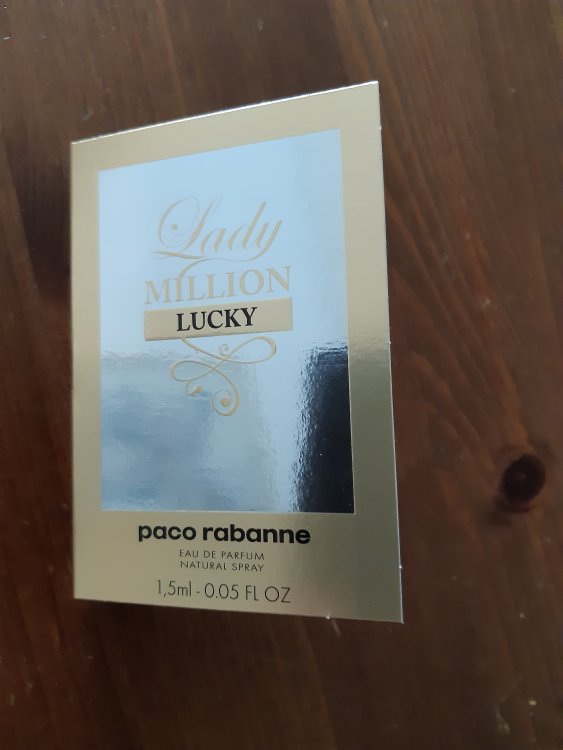 Lady
MILLION
LUCKY
paco rabanne
EAU DE PARFUM
NATURAL SPRAY
1,5ml - 0.05 FL OZ